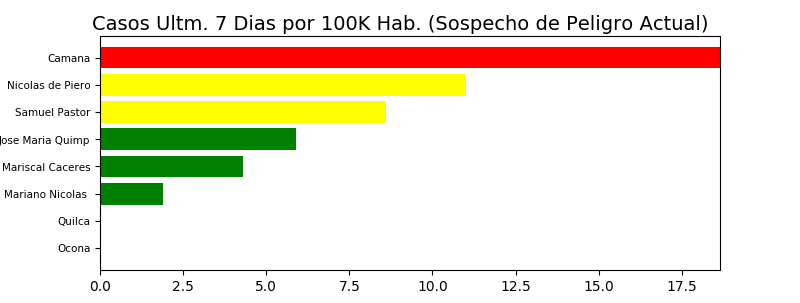 Casos Ultm. 7 Dias por 100K Hab. (Sospecho de Peligro Actual)
Camana
Nicolas de Piero
Samuel Pastor
Jose Maria Quimp
Mariscal Caceres
Mariano Nicolas
Quilca
Ocona
0.0 2.5 5.0 7.5 10.0 12.5 15.0 17.5